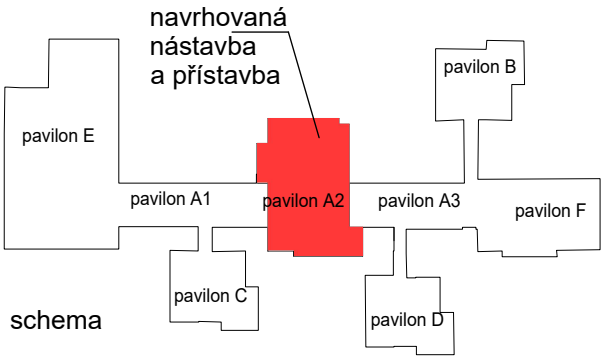 navrhovaná
nástavba
a přístavba
pavilon B
pavilon E
pavilon A1
pavilon A2
pavilon A3
pavilon F
pavilon C
pavilon D
schema